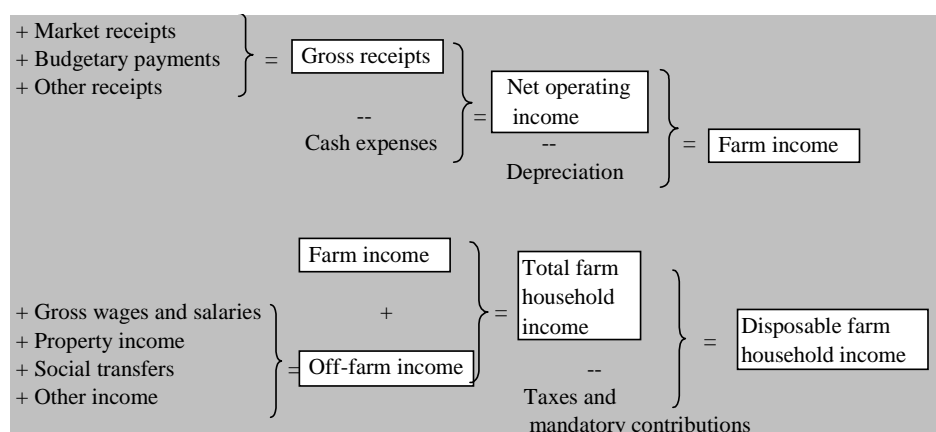 + Market receipts
+ Budgetary payments
+ Other receipts
=
Gross receipts
--
Cash expenses
=
Net operating
income
--
Depreciation
=
Farm income
Farm income
+
+ Gross wages and salaries
+ Property income
+ Social transfers
+ Other income
=
Off-farm income
=
Total farm
household
income
--
Taxes and
mandatory contributions
=
Disposable farm
household income